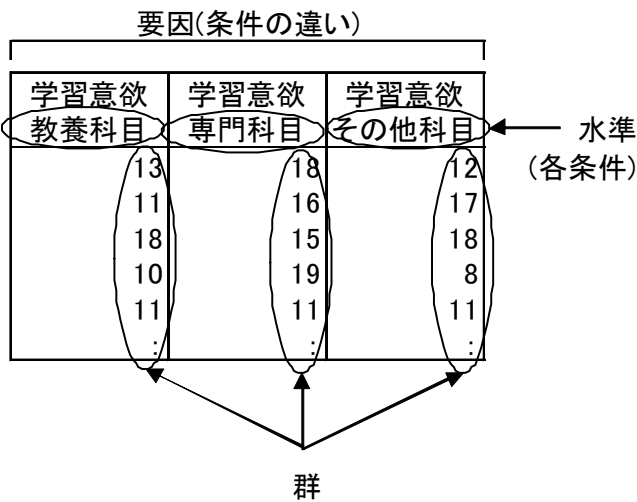 要因(条件の違い)
学習意欲 学習意欲 学習意欲
教養科目 専門科目 その他科目 水準
(各条件)
13 18 12
11 16 17
18 15 18
10 19 8
11 11 11
: : :
群